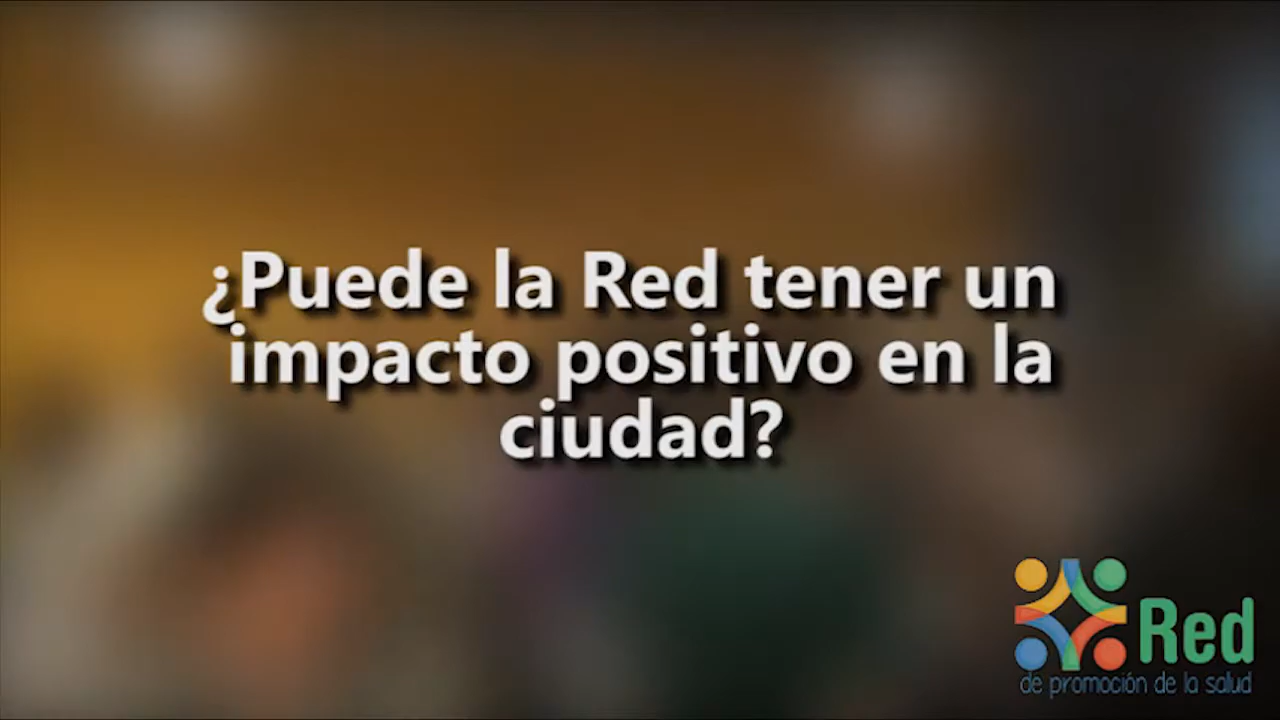 ¿Puede la Red tener un
impacto positivo en la
ciudad?
Red
de promoción de la salud